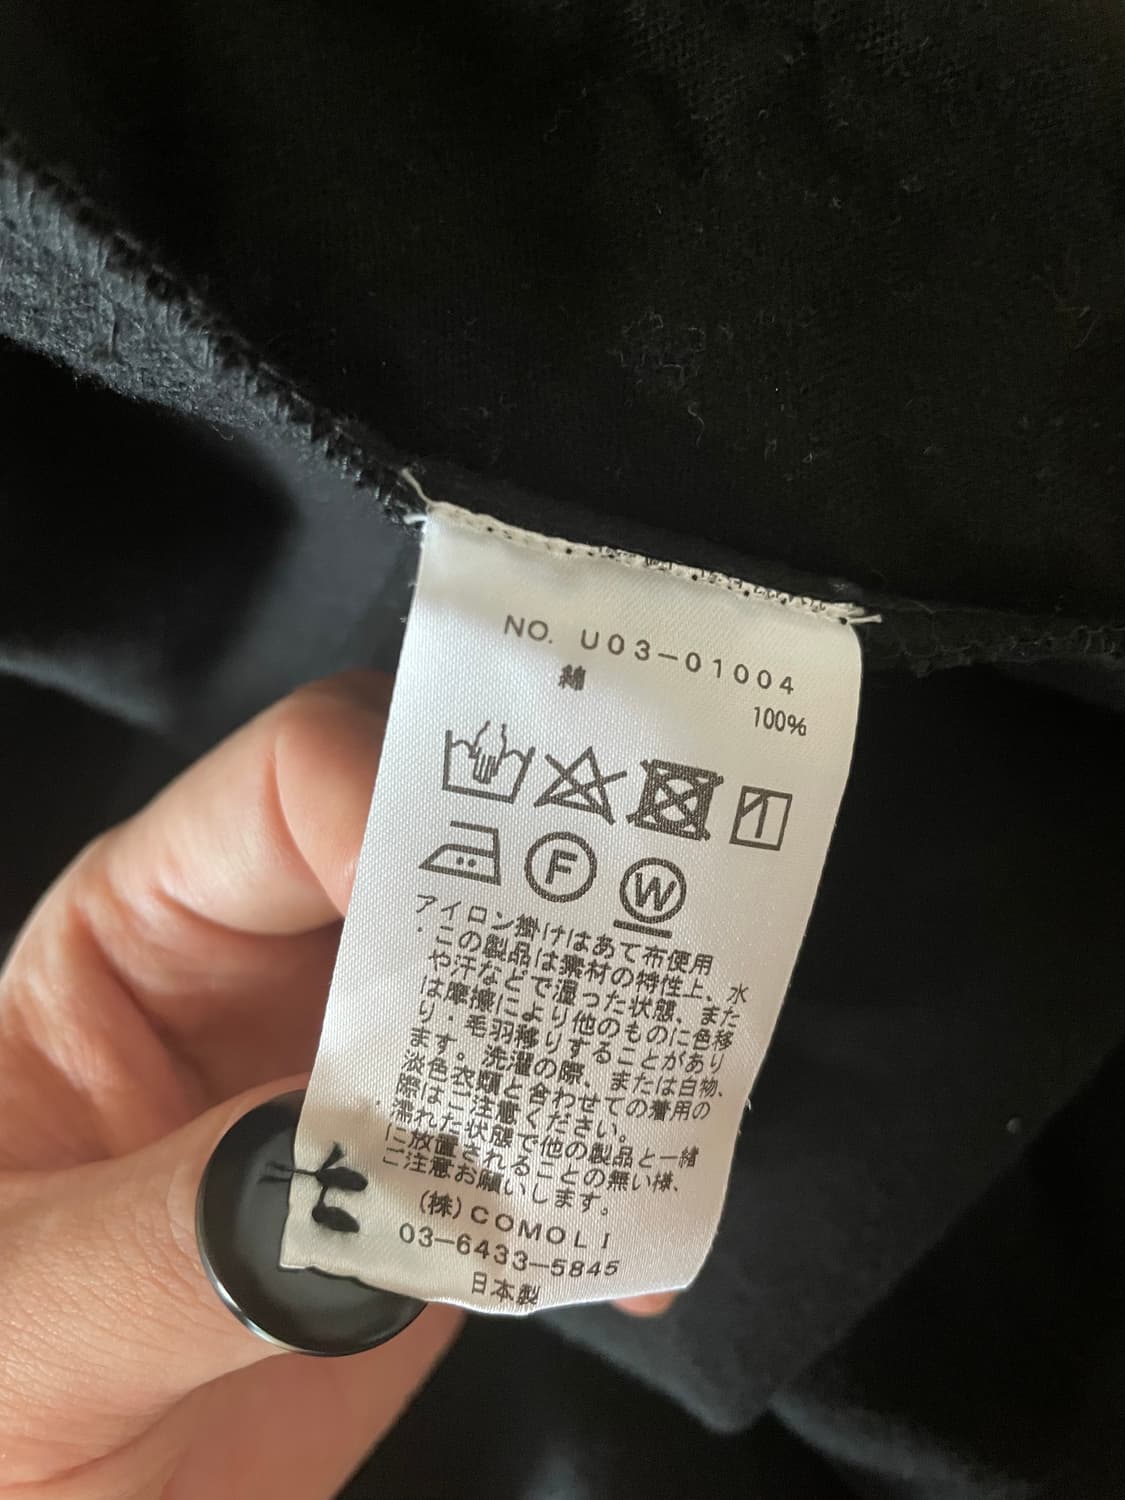 NO. U03-01004
綿
100%
F
W
アイロン掛けはあて布使用
・この製品は素材の特性上、水
や汗などで湿った状態、また
は摩擦により他のものに色移
り・毛羽移りすることがあり
ます。洗濯の際、または白物、
淡色衣類と合わせての着用の
際はご注意ください。
・濡れた状態で他の製品と一緒
に放置されることの無い様、
ご注意お願いします。
(株)COMOLI
03-6433-5845
日本製